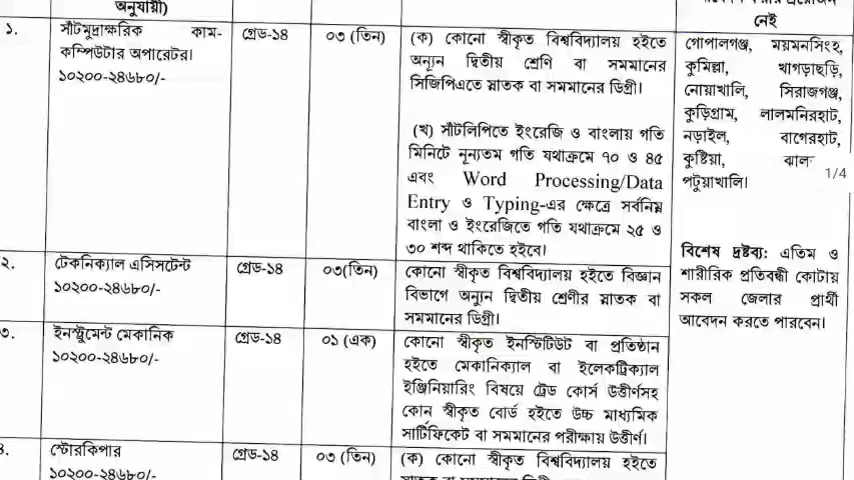 অনুযায়ী)
নেই
১.
সাঁটমুদ্রাক্ষরিক কাম-
কম্পিউটার অপারেটর।
১০২০০-২৪৬৮০/-
গ্রেড-১৪
০৩ (তিন)
(ক) কোনো স্বীকৃত বিশ্ববিদ্যালয় হইতে
অন্যুন দ্বিতীয় শ্রেণি বা সমমানের
সিজিপিএতে স্নাতক বা সমমানের ডিগ্রী।
(খ) সাঁটলিপিতে ইংরেজি ও বাংলায় গতি
মিনিটে নূন্যতম গতি যথাক্রমে ৭০ ও ৪৫
এবং Word Processing/Data
Entry ও Typing-এর ক্ষেত্রে সর্বনিম্ন
বাংলা ও ইংরেজিতে গতি যথাক্রমে ২৫ ও
৩০ শব্দ থাকিতে হইবে।
গোপালগঞ্জ, ময়মনসিংহ,
কুমিল্লা, খাগড়াছড়ি,
নোয়াখালি, সিরাজগঞ্জ,
কুড়িগ্রাম, লালমনিরহাট,
নড়াইল, বাগেরহাট,
কুষ্টিয়া,
পটুয়াখালি।
1/4
বিশেষ দ্রষ্টব্য: এতিম ও
শারীরিক প্রতিবন্ধী কোটায়
সকল জেলার প্রার্থী
আবেদন করতে পারবেন।
২.
টেকনিক্যাল এসিসটেন্ট
১০২০০-২৪৬৮০/-
গ্রেড-১৪
০৩(তিন)
কোনো স্বীকৃত বিশ্ববিদ্যালয় হইতে বিজ্ঞান
বিভাগে অন্যুন দ্বিতীয় শ্রেণীর স্নাতক বা
সমমানের ডিগ্রী।
৩.
ইনস্ট্রুমেন্ট মেকানিক
১০২০০-২৪৬৮০/-
গ্রেড-১৪
০১ (এক)
কোনো স্বীকৃত ইনস্টিটিউট বা প্রতিষ্ঠান
হইতে মেকানিক্যাল বা ইলেকট্রিক্যাল
ইঞ্জিনিয়ারিং বিষয়ে ট্রেড কোর্স উত্তীর্ণসহ
কোন স্বীকৃত বোর্ড হইতে উচ্চ মাধ্যমিক
সার্টিফিকেট বা সমমানের পরীক্ষায় উত্তীর্ণ।
৪.
স্টোরকিপার
১০২০০-২৪৬৮০/-
গ্রেড-১৪
০৩ (তিন)
(ক) কোনো স্বীকৃত বিশ্ববিদ্যালয় হইতে